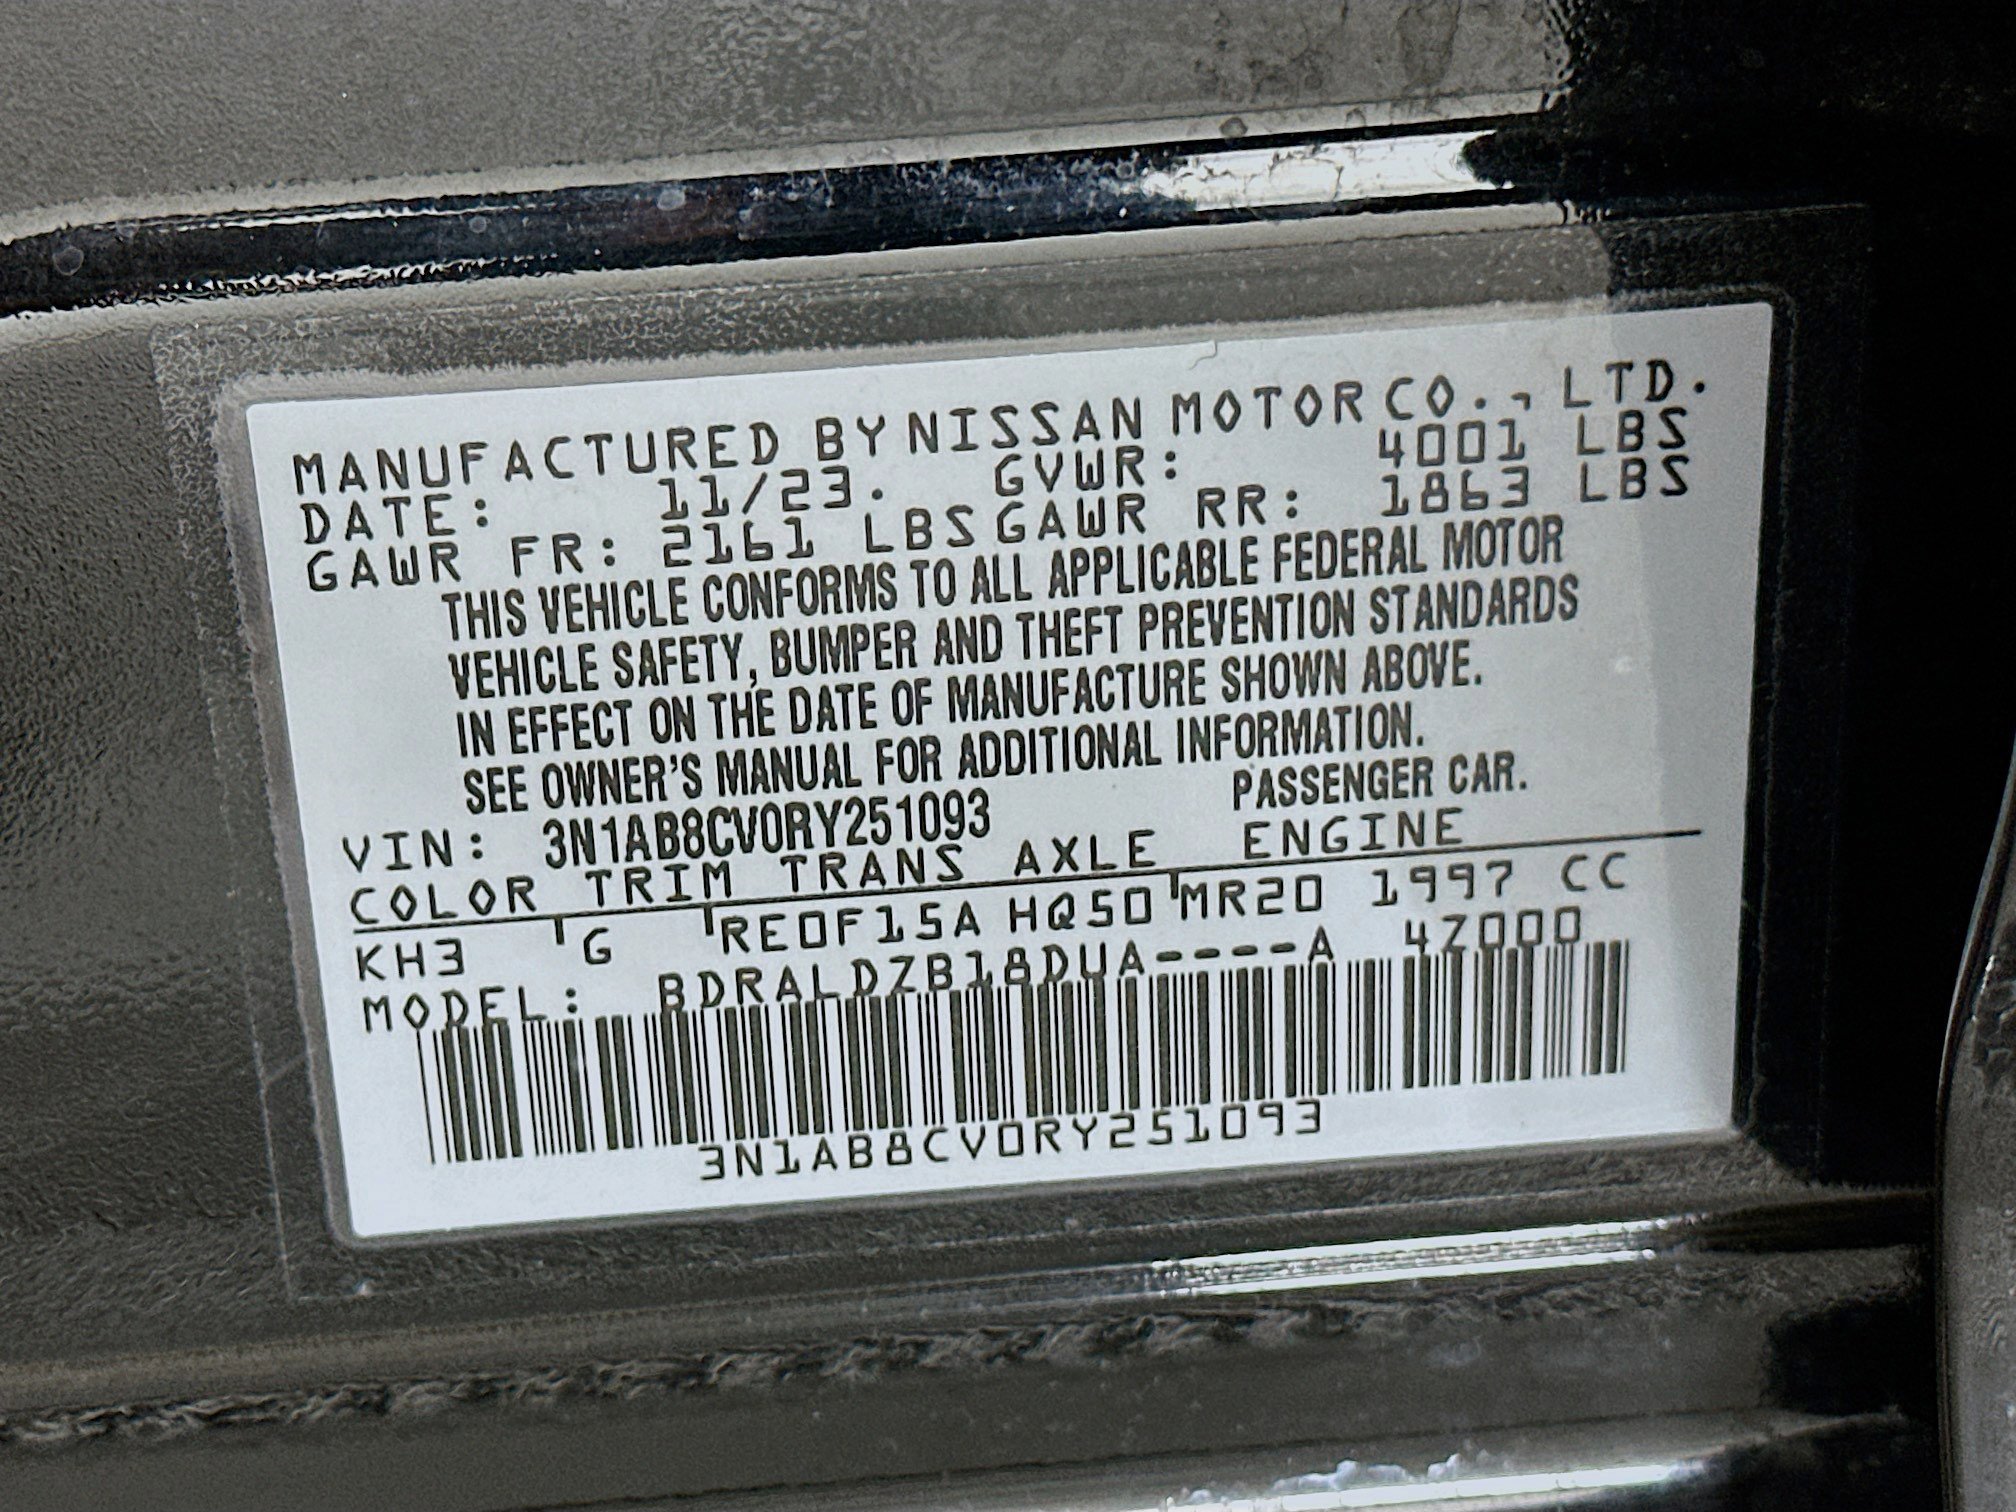 MANUFACTURED BY NISSAN MOTOR CO., LTD.
DATE: 11/23. GVWR: 4001 LBS
GAWR FR: 2161 LBS GAWR RR: 1863 LBS
THIS VEHICLE CONFORMS TO ALL APPLICABLE FEDERAL MOTOR
VEHICLE SAFETY, BUMPER AND THEFT PREVENTION STANDARDS
IN EFFECT ON THE DATE OF MANUFACTURE SHOWN ABOVE.
SEE OWNER'S MANUAL FOR ADDITIONAL INFORMATION.
VIN: 3N1AB8CV0RY251093 PASSENGER CAR.
COLOR TRIM TRANS AXLE ENGINE
KH3 G RE0F15A HQ50 MR20 1997 CC
MODEL: BDRALDZB18DUA----A 4Z000
3N1AB8CV0RY251093